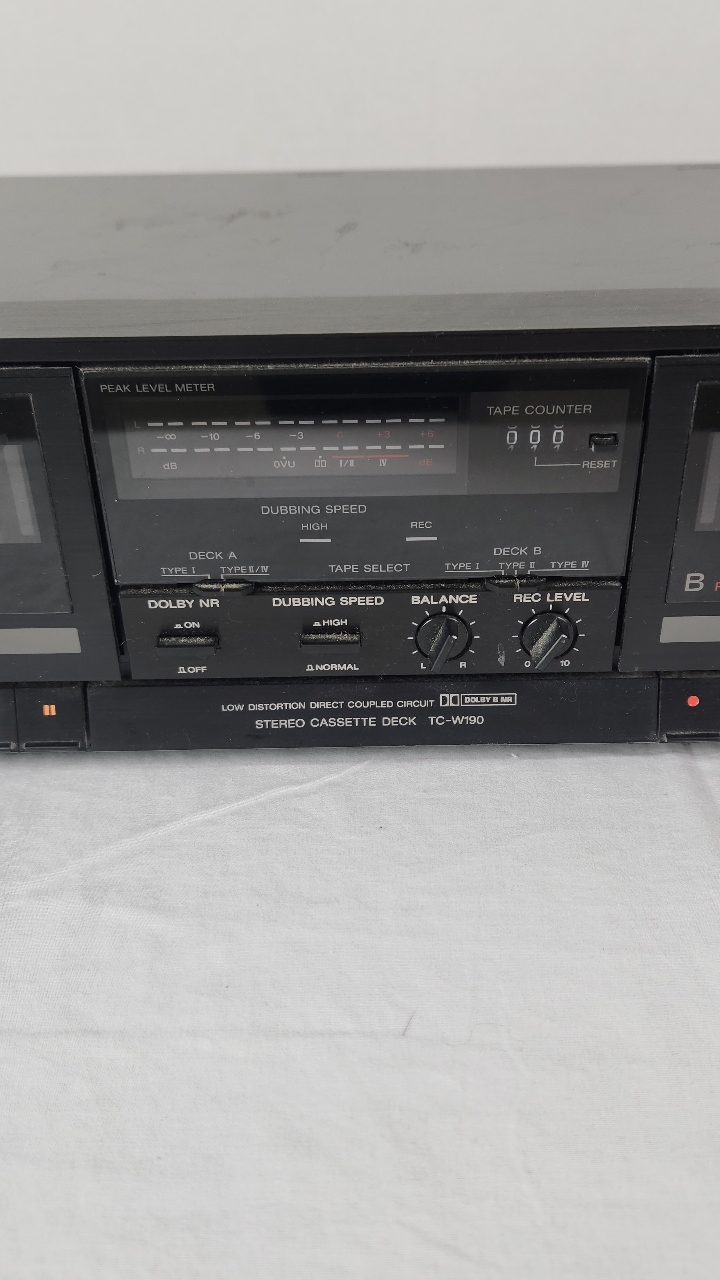 PEAK LEVEL METER
TAPE COUNTER
L
-∞ -10 -6 -3 0 +3 +6
R
dB 0VU I/II IV dB
0 0 0
RESET
DUBBING SPEED
HIGH REC
DECK A DECK B
TYPE I TYPE II/IV TAPE SELECT TYPE I TYPE II TYPE IV
DOLBY NR DUBBING SPEED BALANCE REC LEVEL
ON HIGH
OFF NORMAL L R 0 10
B
LOW DISTORTION DIRECT COUPLED CIRCUIT DOLBY B NR
STEREO CASSETTE DECK TC-W190